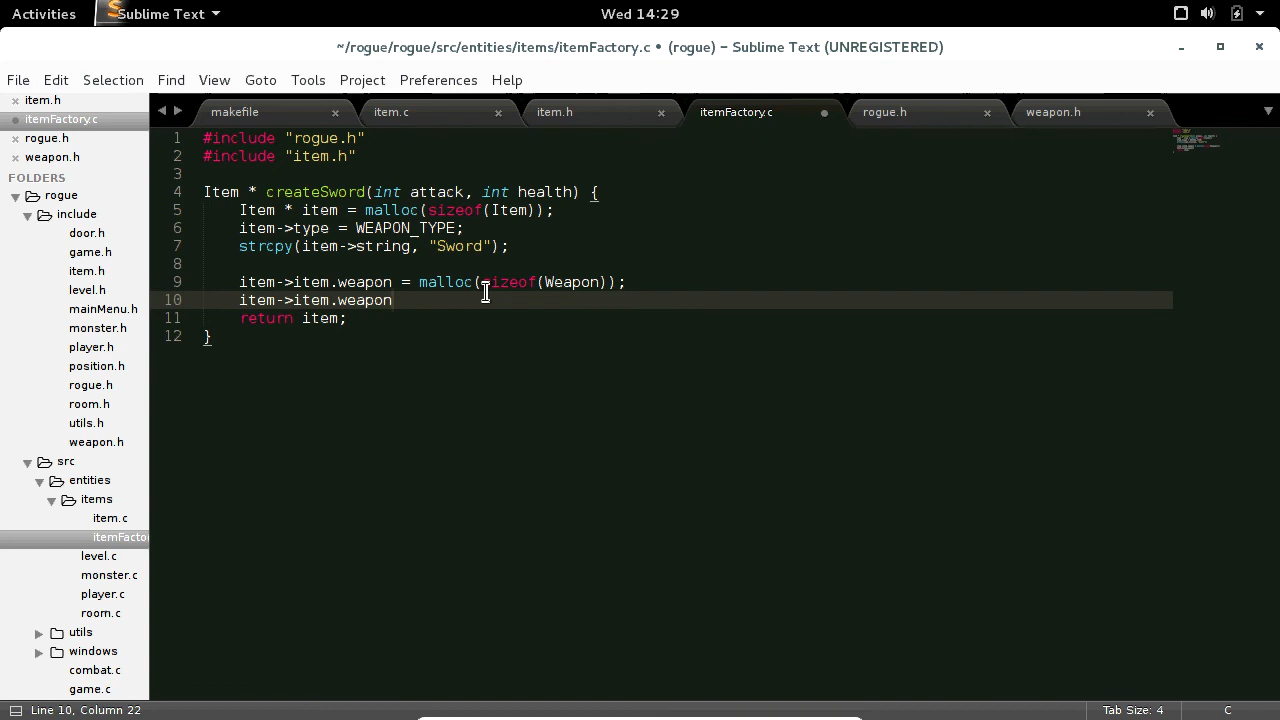 Activities Sublime Text Wed 14:29
~/rogue/rogue/src/entities/items/itemFactory.c • (rogue) – Sublime Text (UNREGISTERED)
File Edit Selection Find View Goto Tools Project Preferences Help
item.h
itemFactory.c
rogue.h
weapon.h
FOLDERS
rogue
include
door.h
game.h
item.h
level.h
mainMenu.h
monster.h
player.h
position.h
rogue.h
room.h
utils.h
weapon.h
src
entities
items
item.c
itemFacto
level.c
monster.c
player.c
room.c
utils
windows
combat.c
game.c
makefile item.c item.h itemFactory.c rogue.h weapon.h
1 #include "rogue.h"
2 #include "item.h"
3
4 Item * createSword(int attack, int health) {
5 Item * item = malloc(sizeof(Item));
6 item->type = WEAPON_TYPE;
7 strcpy(item->string, "Sword");
8
9 item->item.weapon = malloc(sizeof(Weapon));
10 item->item.weapon
11 return item;
12 }
Line 10, Column 22 Tab Size: 4 C